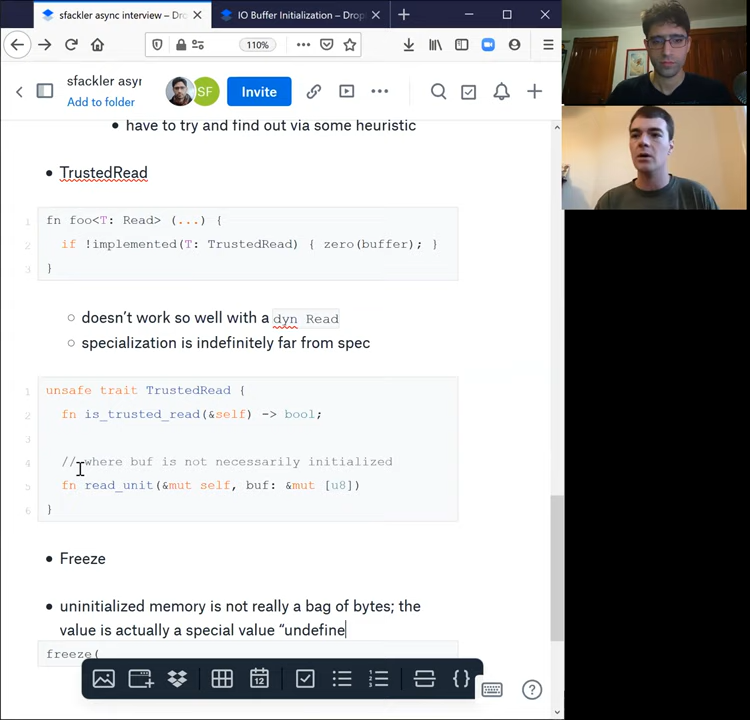 sfackler async interview – Dro
IO Buffer Initialization – Drop
110%
sfackler asyr
Add to folder
SF
Invite
have to try and find out via some heuristic
TrustedRead
1 fn foo<T: Read> (...) {
2 if !implemented(T: TrustedRead) { zero(buffer); }
3 }
doesn't work so well with a dyn Read
specialization is indefinitely far from spec
1 unsafe trait TrustedRead {
2 fn is_trusted_read(&self) -> bool;
3
4 // where buf is not necessarily initialized
5 fn read_unit(&mut self, buf: &mut [u8])
6 }
Freeze
uninitialized memory is not really a bag of bytes; the
value is actually a special value “undefine
freeze(
12